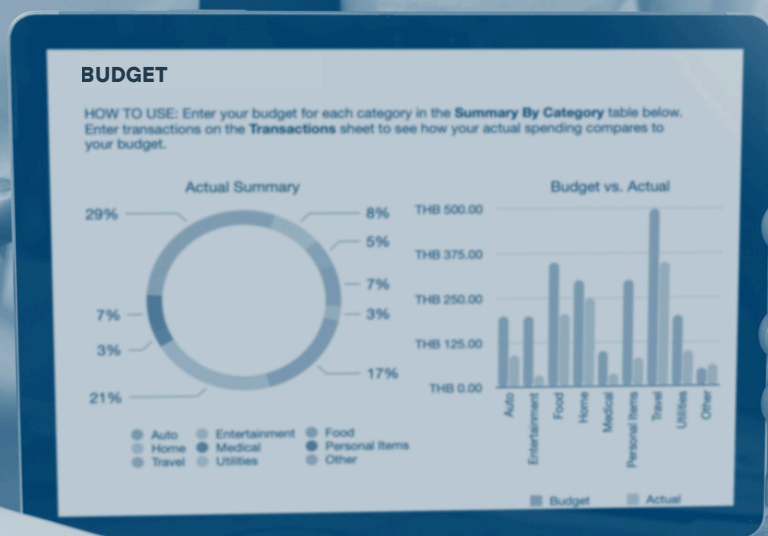 BUDGET
HOW TO USE: Enter your budget for each category in the Summary By Category table below.
Enter transactions on the Transactions sheet to see how your actual spending compares to
your budget.
Actual Summary
29%
8%
5%
7%
3%
17%
7%
3%
21%
Auto Entertainment Food
Home Medical Personal Items
Travel Utilities Other
Budget vs. Actual
THB 500.00
THB 375.00
THB 250.00
THB 125.00
THB 0.00
Auto
Entertainment
Food
Home
Medical
Personal Items
Travel
Utilities
Other
Budget Actual